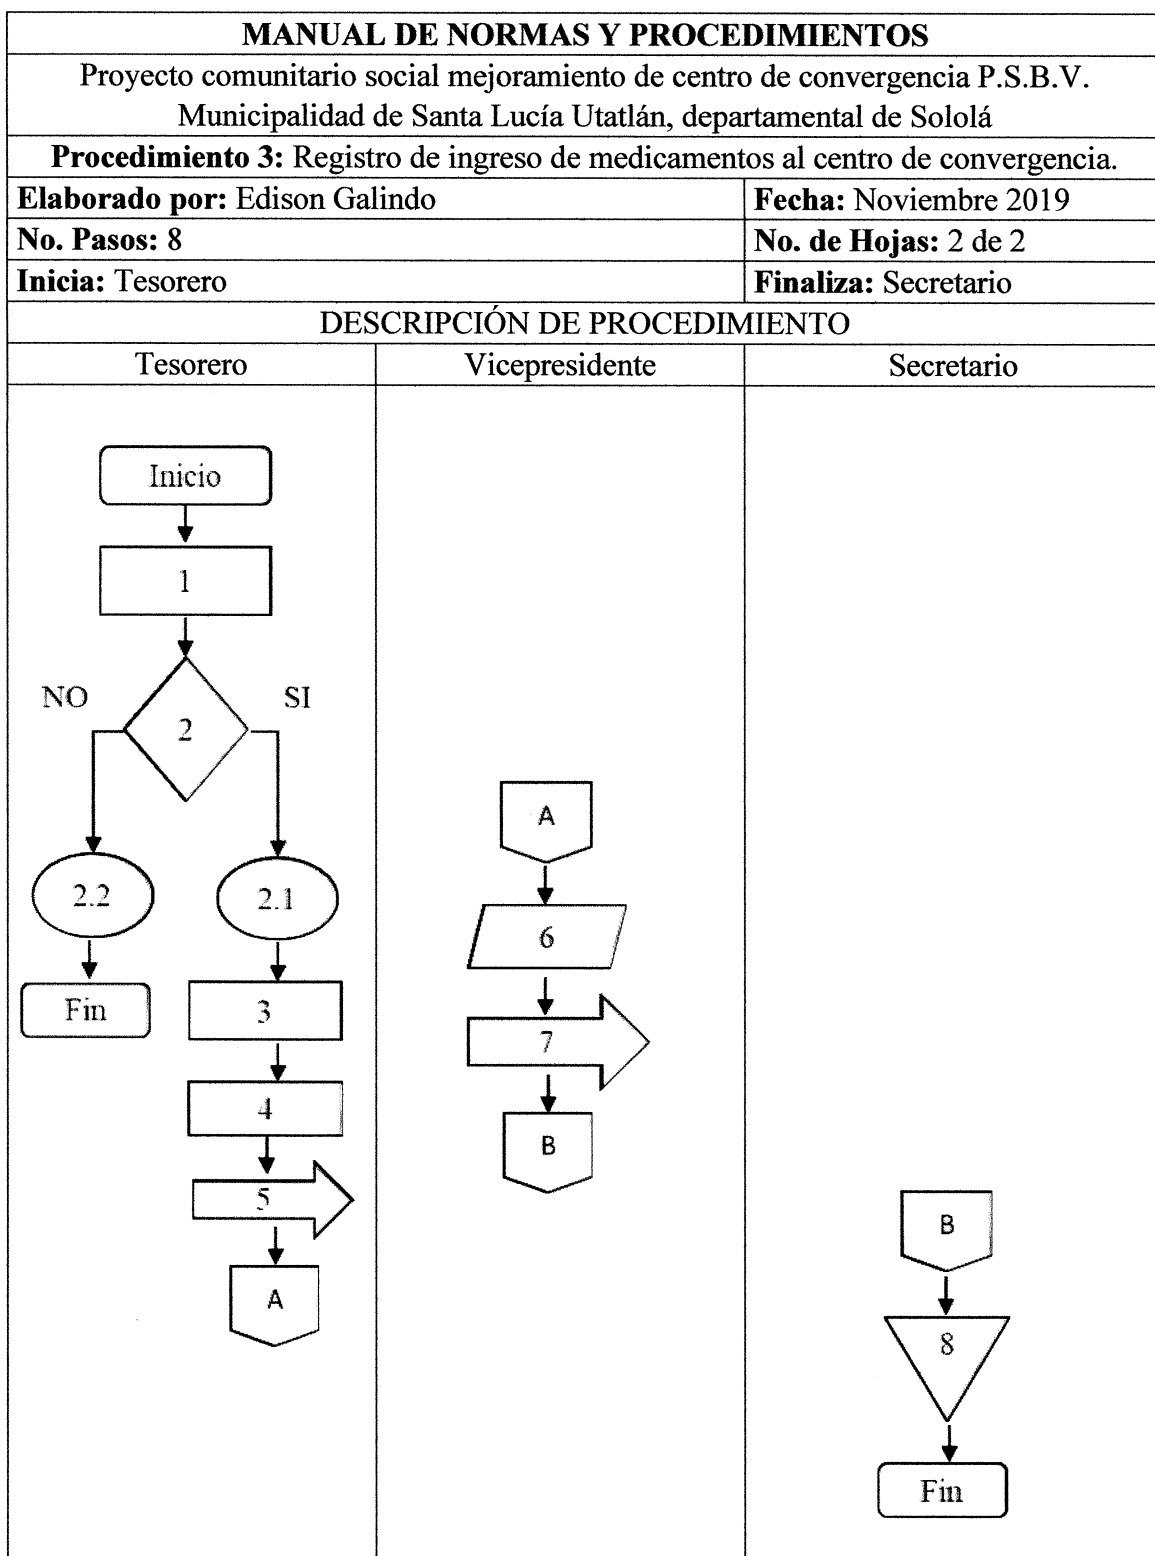 MANUAL DE NORMAS Y PROCEDIMIENTOS
Proyecto comunitario social mejoramiento de centro de convergencia P.S.B.V.
Municipalidad de Santa Lucía Utatlán, departamental de Sololá
Procedimiento 3: Registro de ingreso de medicamentos al centro de convergencia.
Elaborado por: Edison Galindo
Fecha: Noviembre 2019
No. Pasos: 8
No. de Hojas: 2 de 2
Inicia: Tesorero
Finaliza: Secretario
DESCRIPCIÓN DE PROCEDIMIENTO
Tesorero
Vicepresidente
Secretario
Inicio
1
NO
SI
2
2.2
2.1
Fin
3
4
5
A
A
6
7
B
B
8
Fin